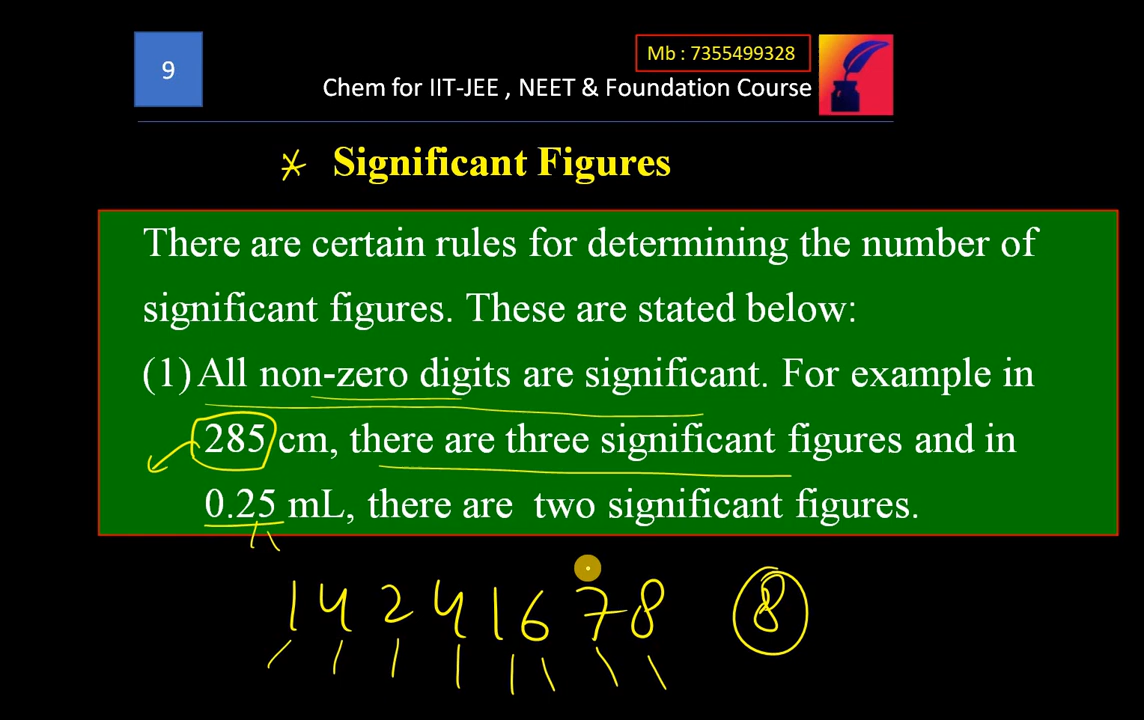 9
Mb : 7355499328
Chem for IIT-JEE , NEET & Foundation Course
* Significant Figures
There are certain rules for determining the number of
significant figures. These are stated below:
(1) All non-zero digits are significant. For example in
285 cm, there are three significant figures and in
0.25 mL, there are two significant figures.
14241678 8